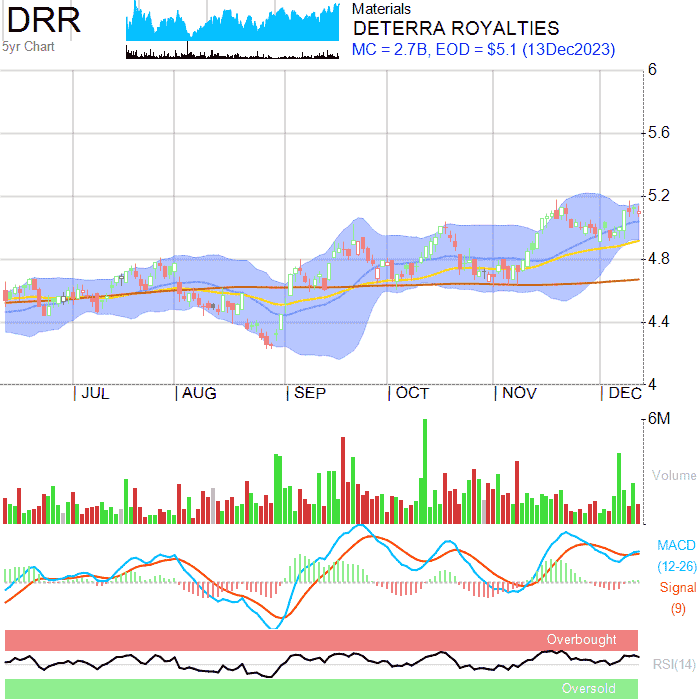 DRR
5yr Chart
Materials
DETERRA ROYALTIES
MC = 2.7B, EOD = $5.1 (13Dec2023)
6
5.6
5.2
4.8
4.4
4
JUL AUG SEP OCT NOV DEC
6M
Volume
MACD
(12-26)
Signal
(9)
Overbought
RSI(14)
Oversold